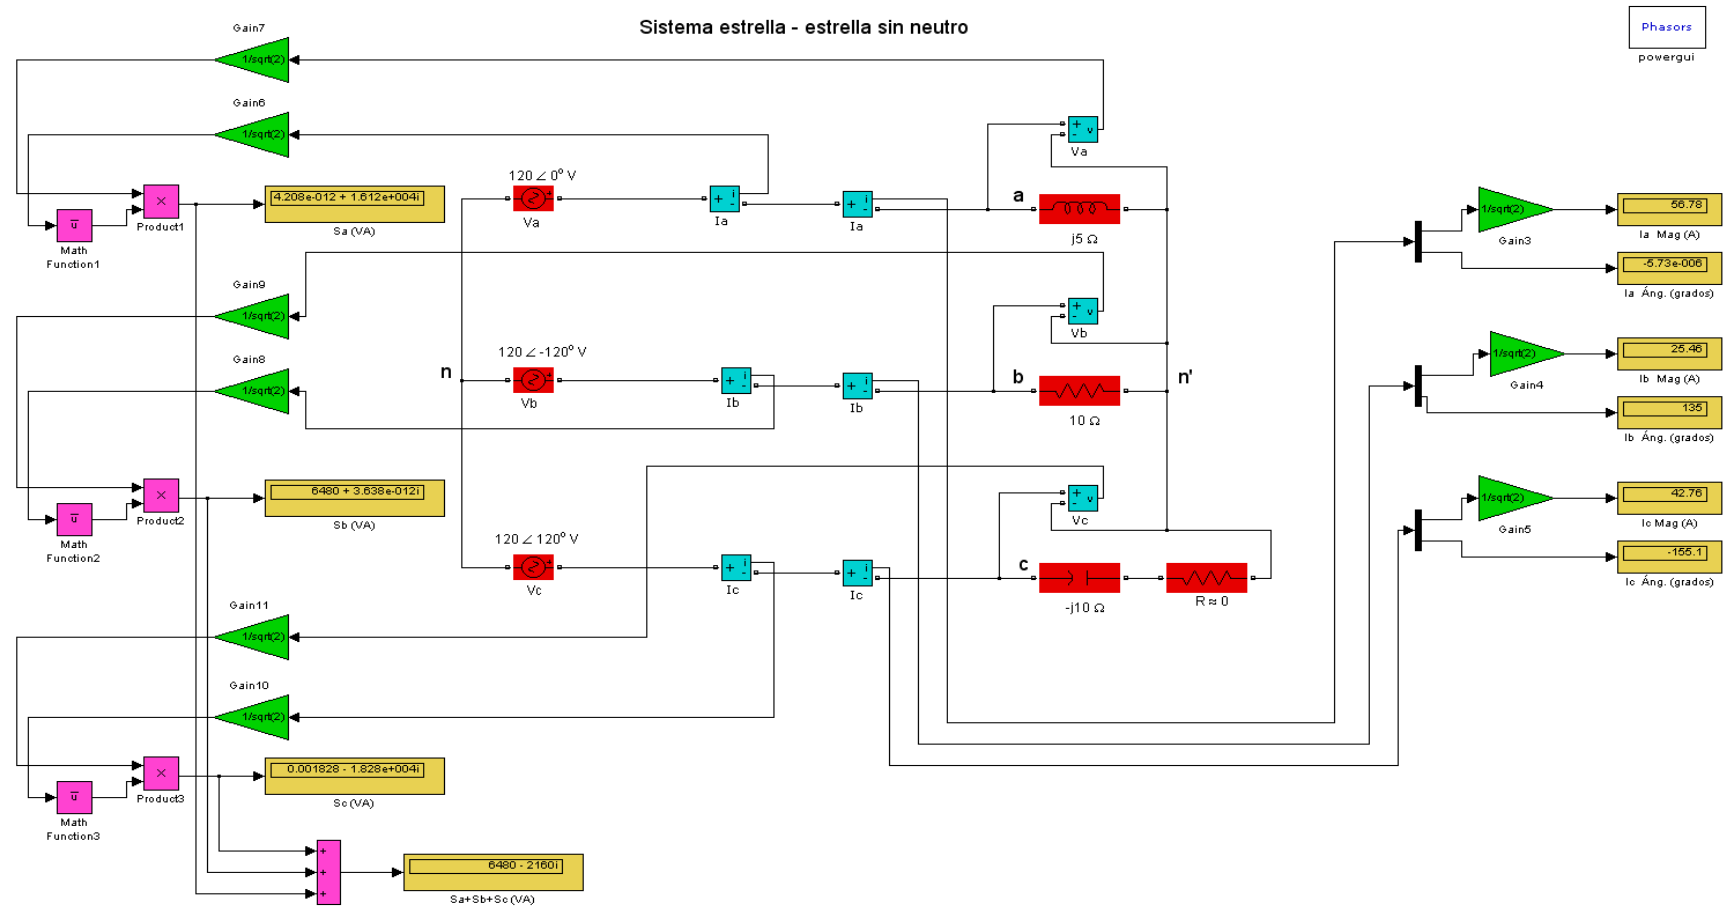 Sistema estrella - estrella sin neutro
Phasors
powergui
Gain7
1/sqrt(2)
Gain6
1/sqrt(2)
+
-
v
Va
120 ∠ 0º V
Va
+
i
-
Ia
+
i
-
Ia
a
j5 Ω
×
Product1
4.208e-012 + 1.612e+004i
Sa (VA)
u
Math
Function1
1/sqrt(2)
Gain3
56.78
Ia Mag (A)
-5.73e-006
Ia Áng. (grados)
Gain9
1/sqrt(2)
Gain8
1/sqrt(2)
+
-
v
Vb
n
120 ∠ -120º V
Vb
+
i
-
Ib
+
i
-
Ib
b
10 Ω
n'
1/sqrt(2)
Gain4
25.46
Ib Mag (A)
135
Ib Áng. (grados)
×
Product2
6480 + 3.638e-012i
Sb (VA)
u
Math
Function2
+
-
v
Vc
120 ∠ 120º V
Vc
+
i
-
Ic
+
i
-
Ic
c
-j10 Ω
R ≈ 0
1/sqrt(2)
Gain5
42.76
Ic Mag (A)
-155.1
Ic Áng. (grados)
Gain11
1/sqrt(2)
Gain10
1/sqrt(2)
×
Product3
0.001828 - 1.828e+004i
Sc (VA)
u
Math
Function3
+
+
+
6480 - 2160i
Sa+Sb+Sc (VA)